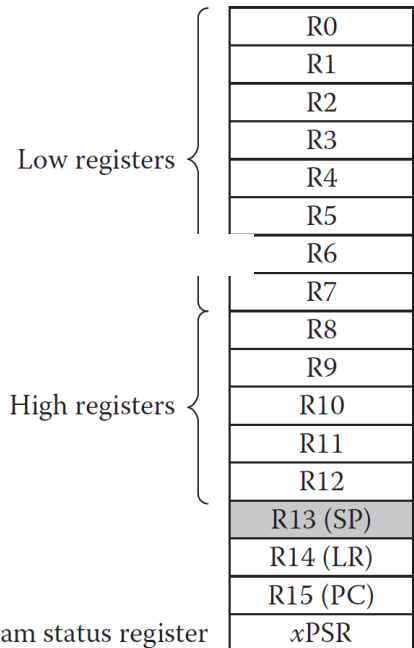 R0
R1
R2
R3
Low registers
R4
R5
R6
R7
R8
R9
High registers
R10
R11
R12
R13 (SP)
R14 (LR)
R15 (PC)
am status register
xPSR